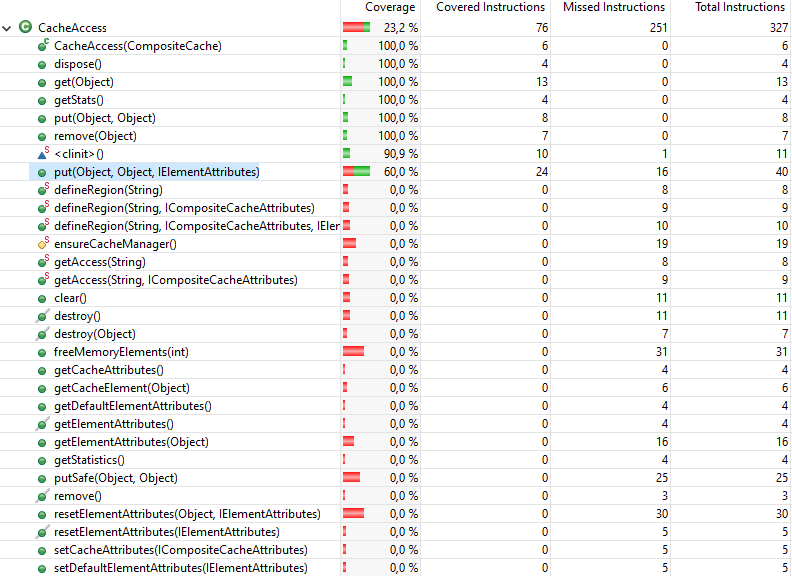 Coverage Covered Instructions Missed Instructions Total Instructions
CacheAccess 23,2 % 76 251 327
CacheAccess(CompositeCache) 100,0 % 6 0 6
dispose() 100,0 % 4 0 4
get(Object) 100,0 % 13 0 13
getStats() 100,0 % 4 0 4
put(Object, Object) 100,0 % 8 0 8
remove(Object) 100,0 % 7 0 7
<clinit>() 90,9 % 10 1 11
put(Object, Object, IElementAttributes) 60,0 % 24 16 40
defineRegion(String) 0,0 % 0 8 8
defineRegion(String, ICompositeCacheAttributes) 0,0 % 0 9 9
defineRegion(String, ICompositeCacheAttributes, IElem 0,0 % 0 10 10
ensureCacheManager() 0,0 % 0 19 19
getAccess(String) 0,0 % 0 8 8
getAccess(String, ICompositeCacheAttributes) 0,0 % 0 9 9
clear() 0,0 % 0 11 11
destroy() 0,0 % 0 11 11
destroy(Object) 0,0 % 0 7 7
freeMemoryElements(int) 0,0 % 0 31 31
getCacheAttributes() 0,0 % 0 4 4
getCacheElement(Object) 0,0 % 0 6 6
getDefaultElementAttributes() 0,0 % 0 4 4
getElementAttributes() 0,0 % 0 4 4
getElementAttributes(Object) 0,0 % 0 16 16
getStatistics() 0,0 % 0 4 4
putSafe(Object, Object) 0,0 % 0 25 25
remove() 0,0 % 0 3 3
resetElementAttributes(Object, IElementAttributes) 0,0 % 0 30 30
resetElementAttributes(IElementAttributes) 0,0 % 0 5 5
setCacheAttributes(ICompositeCacheAttributes) 0,0 % 0 5 5
setDefaultElementAttributes(IElementAttributes) 0,0 % 0 5 5